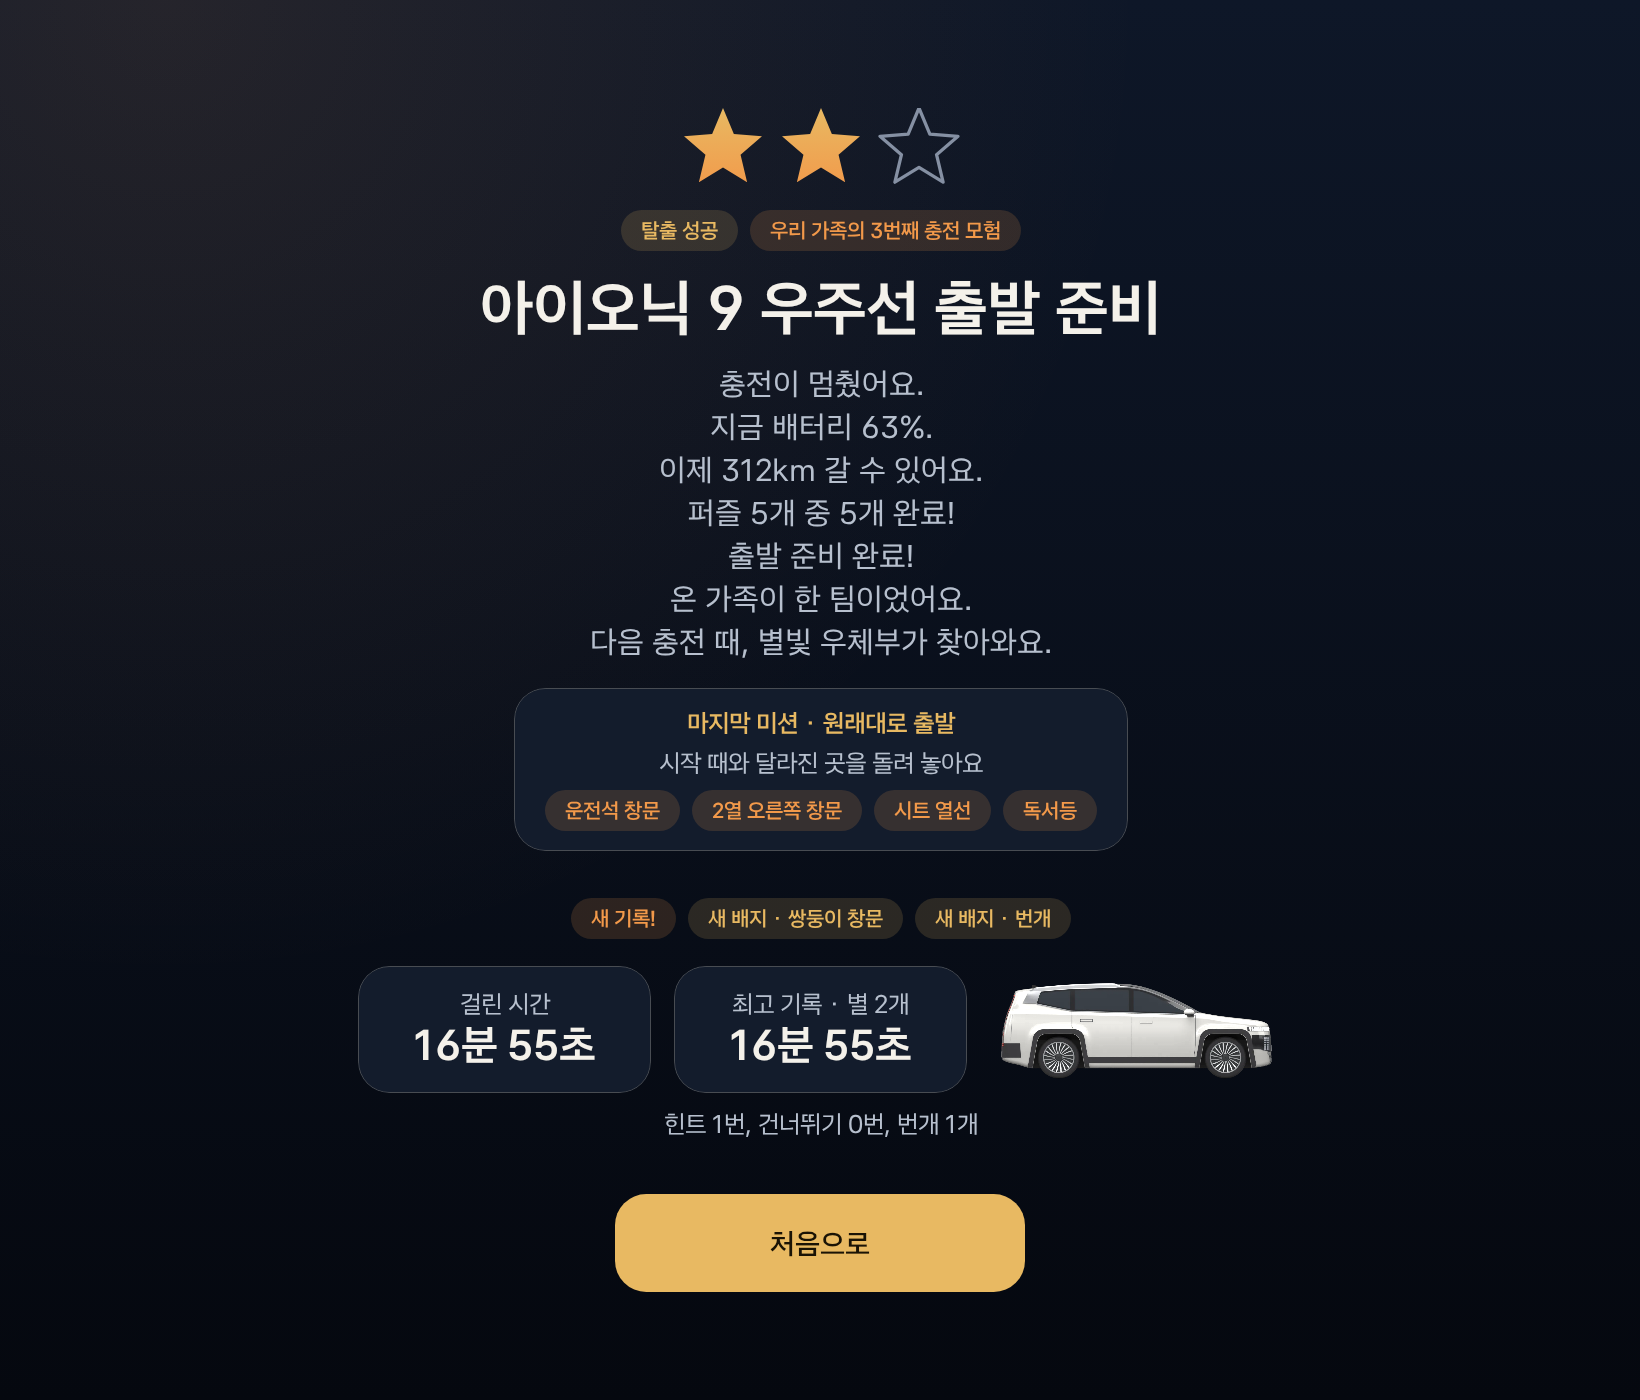 탈출 성공 우리 가족의 3번째 충전 모험
아이오닉 9 우주선 출발 준비
충전이 멈췄어요.
지금 배터리 63%.
이제 312km 갈 수 있어요.
퍼즐 5개 중 5개 완료!
출발 준비 완료!
온 가족이 한 팀이었어요.
다음 충전 때, 별빛 우체부가 찾아와요.
마지막 미션 · 원래대로 출발
시작 때와 달라진 곳을 돌려 놓아요
운전석 창문 2열 오른쪽 창문 시트 열선 독서등
새 기록! 새 배지 · 쌍둥이 창문 새 배지 · 번개
걸린 시간
16분 55초
최고 기록 · 별 2개
16분 55초
힌트 1번, 건너뛰기 0번, 번개 1개
처음으로